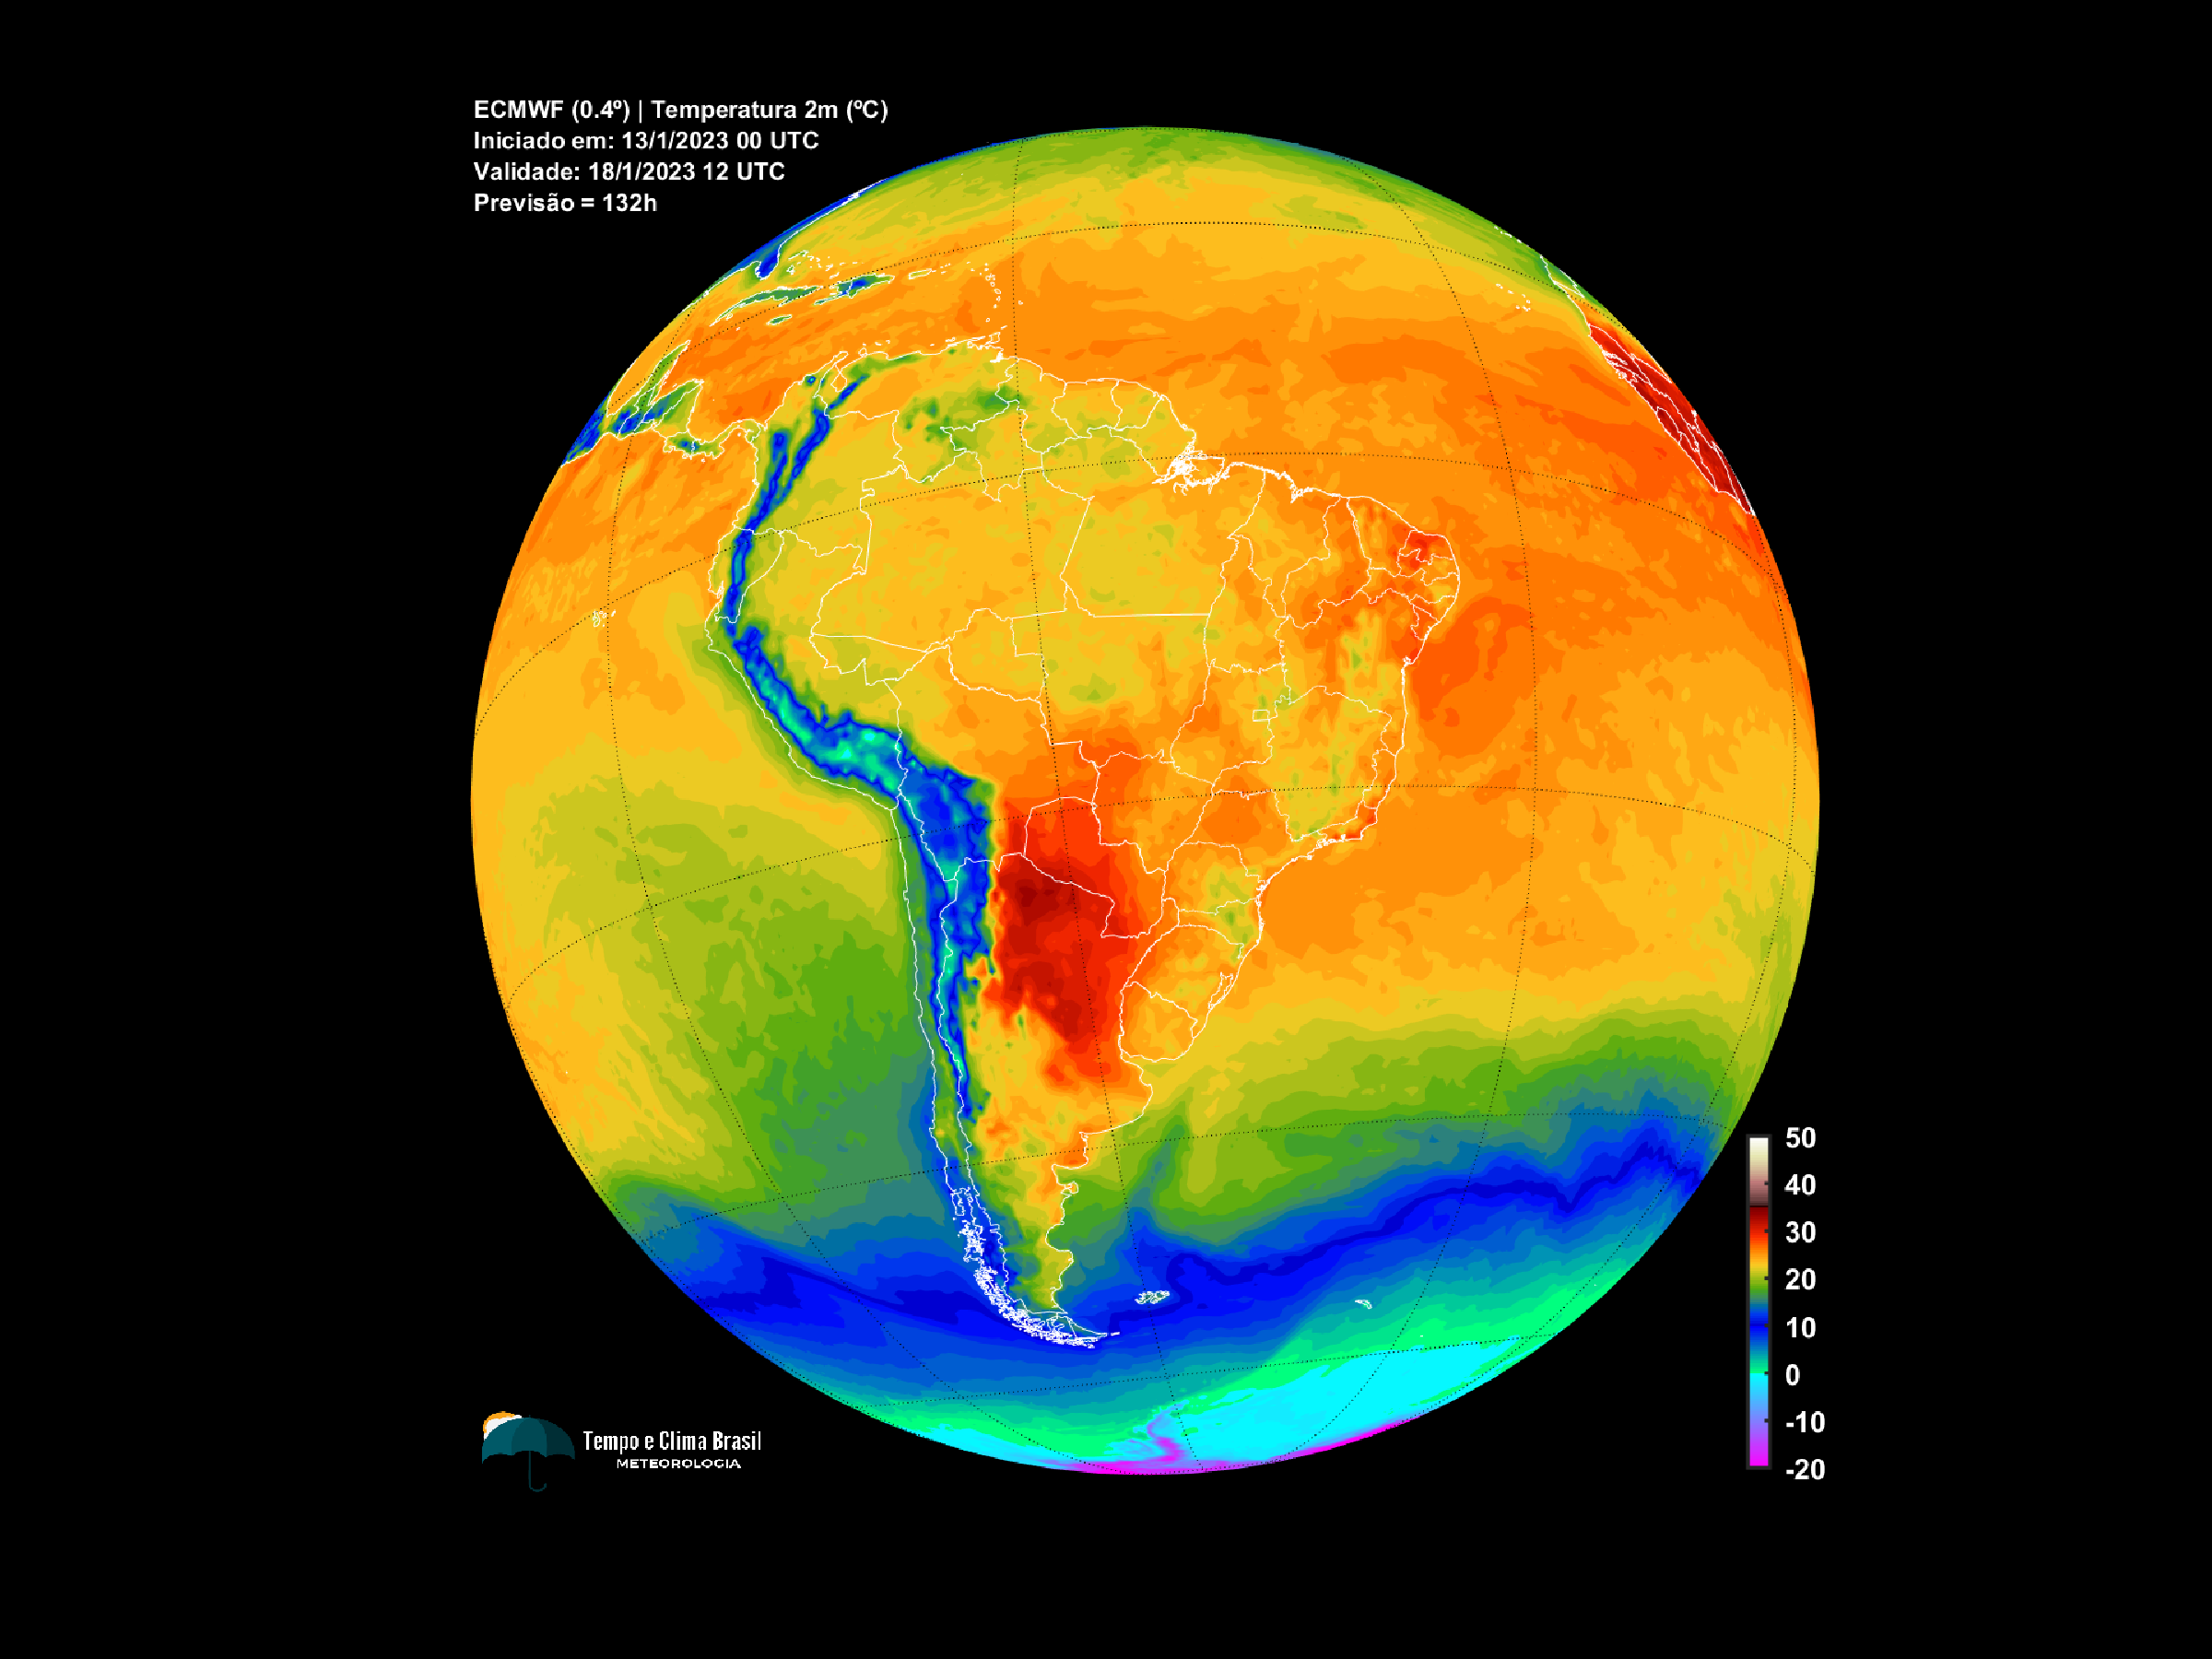 ECMWF (0.4º) | Temperatura 2m (ºC)
Iniciado em: 13/1/2023 00 UTC
Validade: 18/1/2023 12 UTC
Previsão = 132h
50
40
30
20
10
0
-10
-20
Tempo e Clima Brasil
METEOROLOGIA